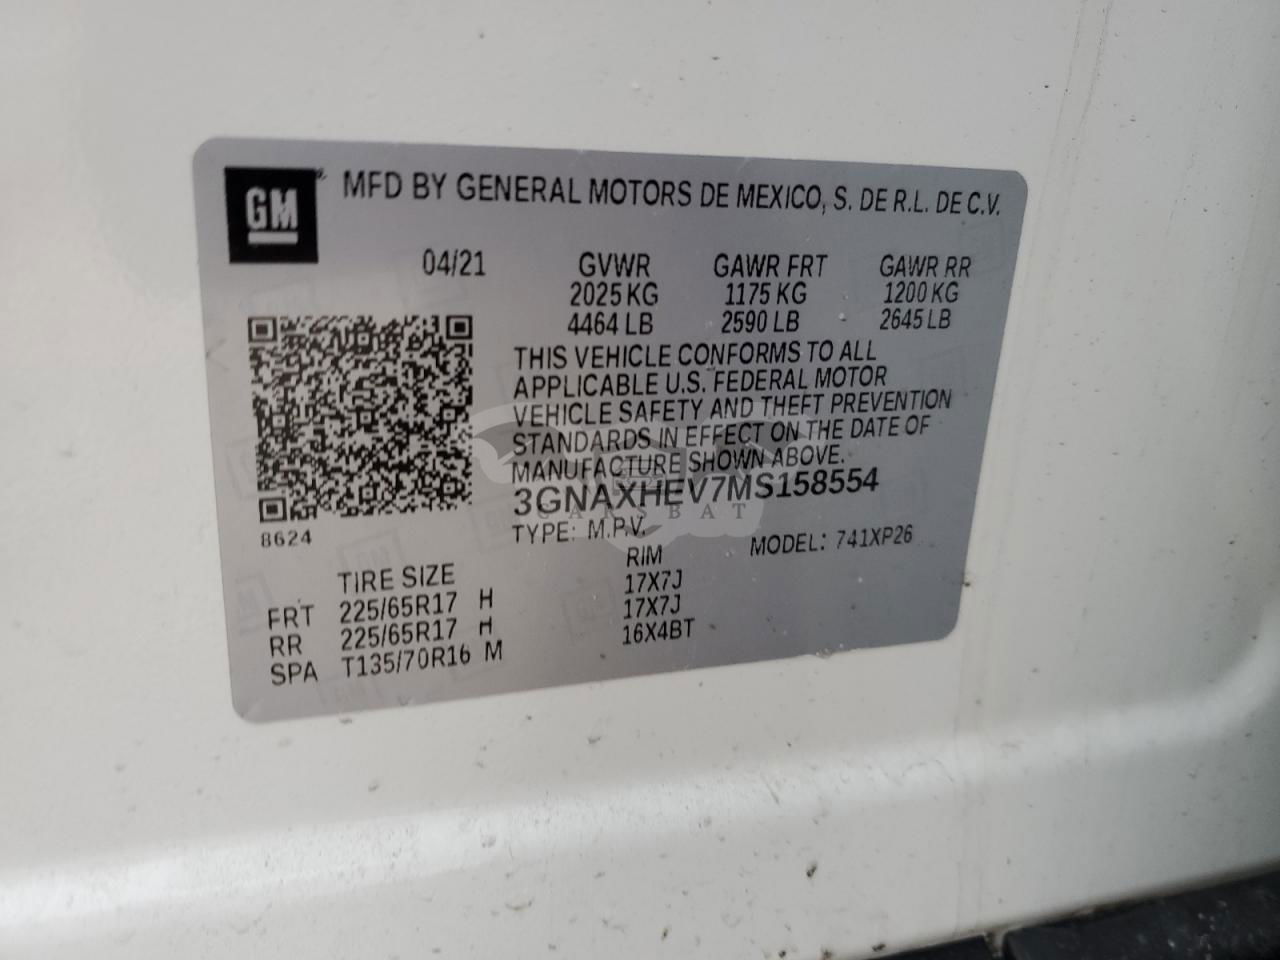 GM MFD BY GENERAL MOTORS DE MEXICO, S. DE R.L. DE C.V.
04/21 GVWR GAWR FRT GAWR RR
2025 KG 1175 KG 1200 KG
4464 LB 2590 LB 2645 LB
THIS VEHICLE CONFORMS TO ALL
APPLICABLE U.S. FEDERAL MOTOR
VEHICLE SAFETY AND THEFT PREVENTION
STANDARDS IN EFFECT ON THE DATE OF
MANUFACTURE SHOWN ABOVE.
3GNAXHEV7MS158554
CARSBAT
8624 TYPE: M.P.V. MODEL: 741XP26
TIRE SIZE RIM
FRT 225/65R17 H 17X7J
RR 225/65R17 H 17X7J
SPA T135/70R16 M 16X4BT